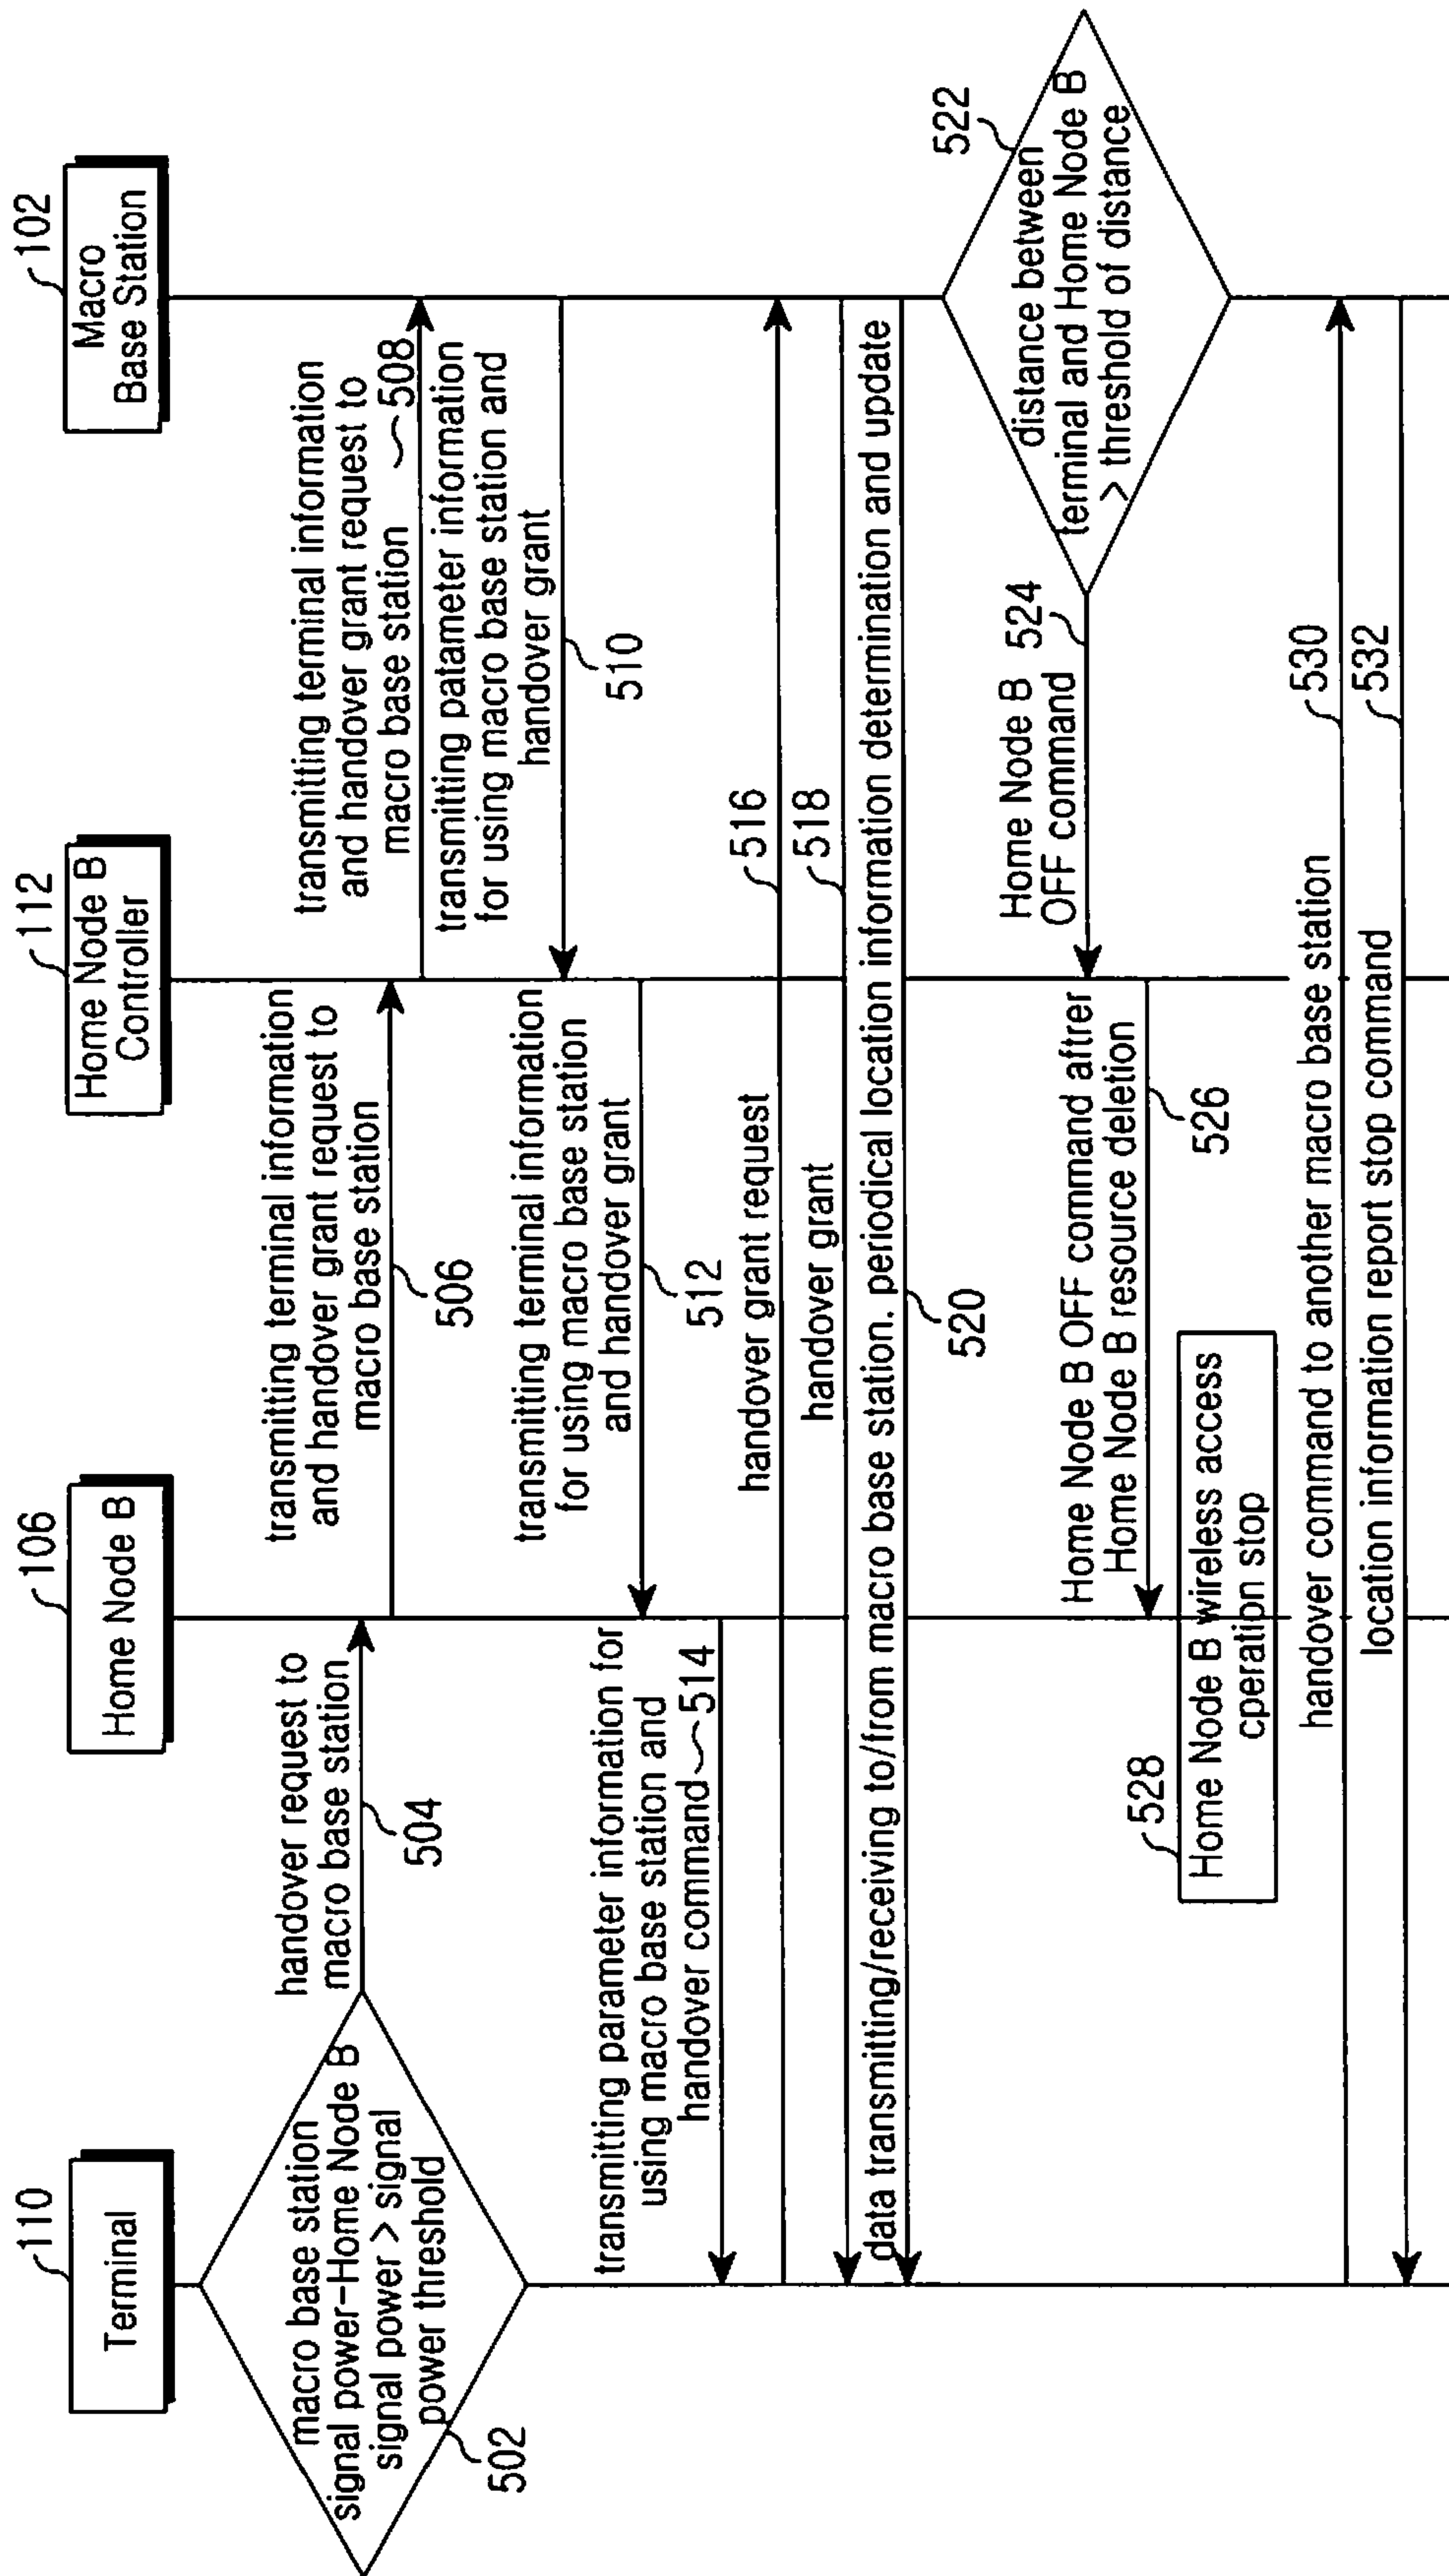 110
Terminal
106
Home Node B
112
Home Node B
Controller
102
Macro
Base Station
macro base station
signal power-Home Node B
signal power > signal
power threshold
502
handover request to
macro base station
504
transmitting terminal information
and handover grant request to
macro base station
506
transmitting terminal information
and handover grant request to
macro base station
508
transmitting patameter information
for using macro base station and
handover grant
510
transmitting terminal information
for using macro base station
and handover grant
512
transmitting parameter information for
using macro base station and
handover command
514
handover grant request
516
handover grant
518
data transmitting/receiving to/from macro base station. periodical location information determination and update
520
distance between
terminal and Home Node B
> threshold of distance
522
Home Node B
OFF command
524
Home Node B OFF command aftrer
Home Node B resource deletion
526
528
Home Node B wireless access
cperation stop
handover command to another macro base station
530
location information report stop command
532